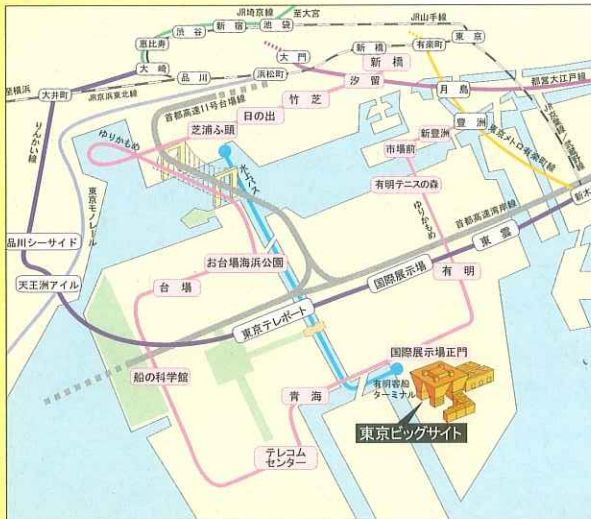 JR埼京線
至大宮
渋谷
新宿
池袋
JR山手線
恵比寿
大門
新橋
有楽町
東京
大崎
新橋
至横浜
大井町
品川
浜松町
汐留
月島
都営大江戸線
JR京浜東北線
首都高速11号台場線
竹芝
日の出
芝浦ふ頭
新豊洲
豊洲
東京メトロ有楽町線
りんかい線
ゆりかもめ
水上バス
市場前
有明テニスの森
東京モノレール
ゆりかもめ
首都高速湾岸線
新木
品川シーサイド
お台場海浜公園
東雲
天王洲アイル
台場
国際展示場
有明
東京テレポート
船の科学館
国際展示場正門
青海
有明客船
ターミナル
東京ビッグサイト
テレコム
センター